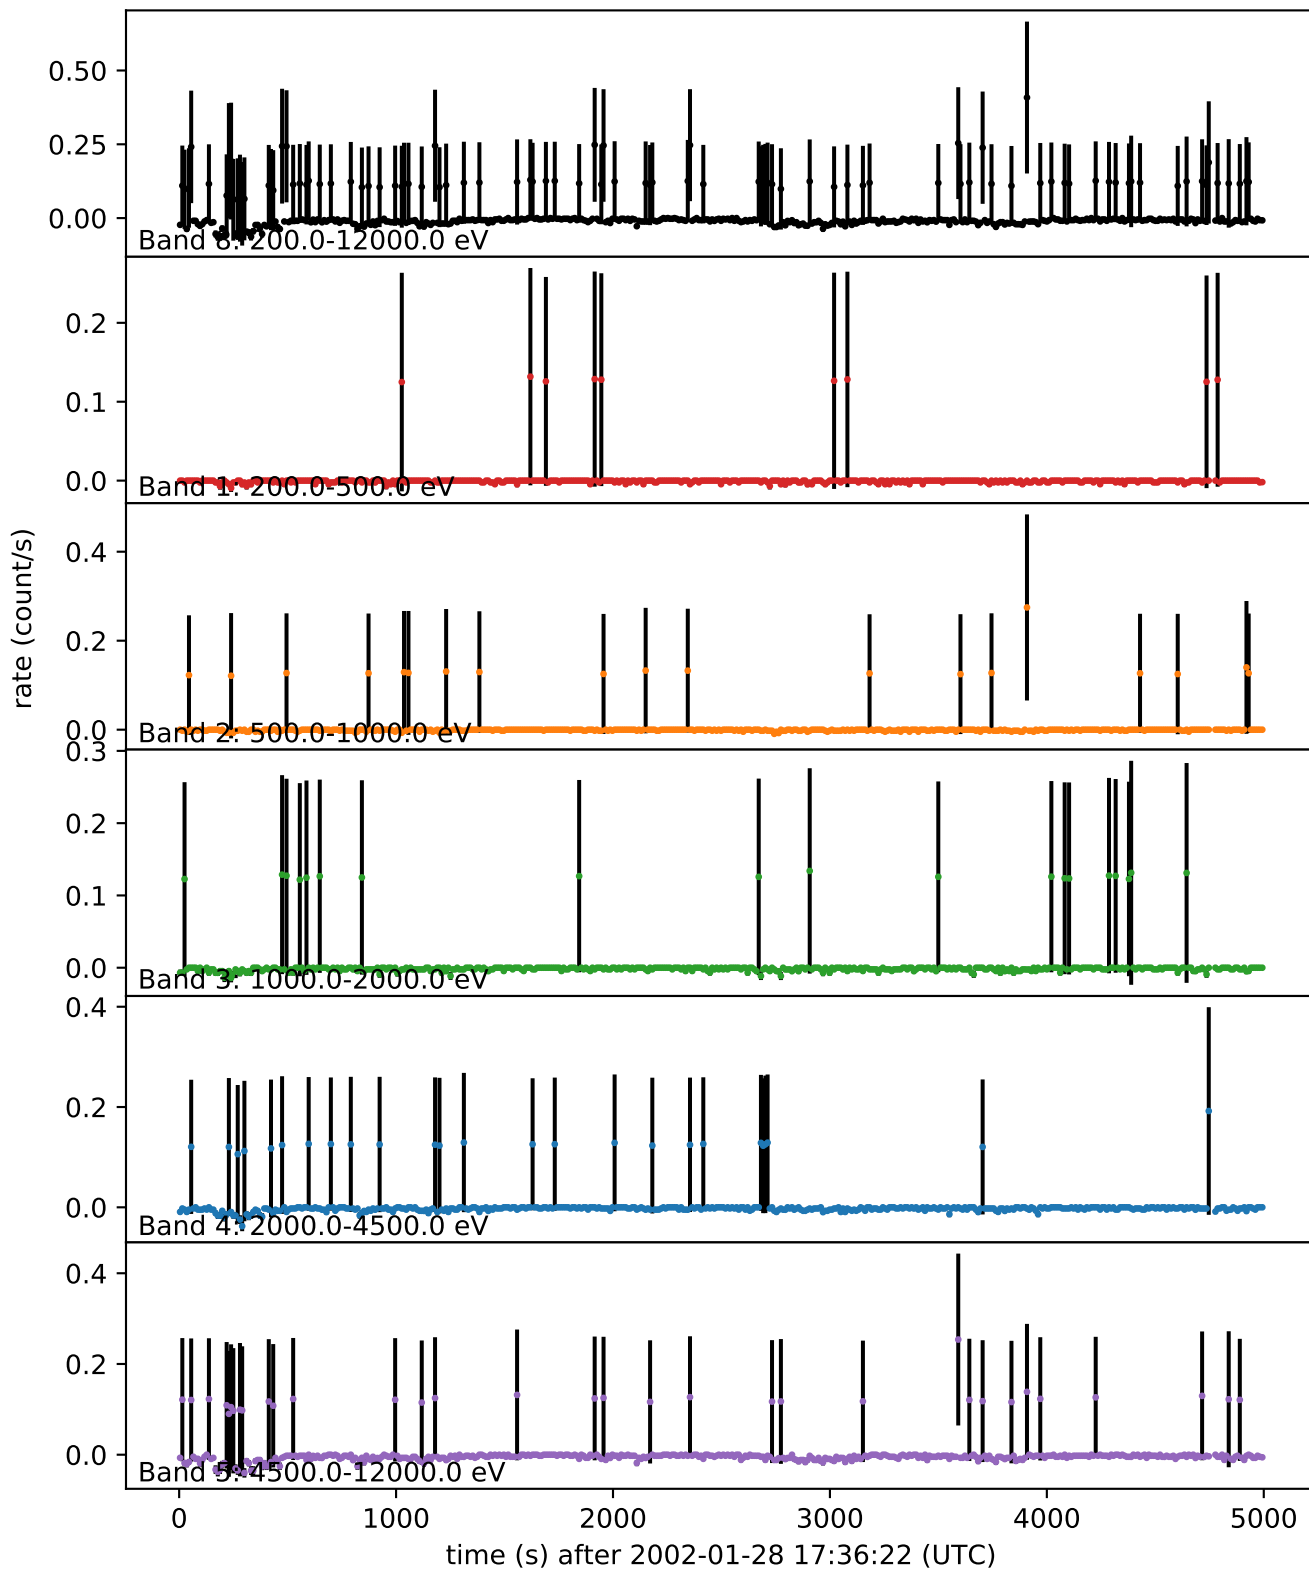 0.50
0.25
0.00
Band 8: 200.0-12000.0 eV
0.2
0.1
0.0
Band 1: 200.0-500.0 eV
rate (count/s)
0.4
0.2
0.0
Band 2: 500.0-1000.0 eV
0.3
0.2
0.1
0.0
Band 3: 1000.0-2000.0 eV
0.4
0.2
0.0
Band 4: 2000.0-4500.0 eV
0.4
0.2
0.0
Band 5: 4500.0-12000.0 eV
0 1000 2000 3000 4000 5000
time (s) after 2002-01-28 17:36:22 (UTC)